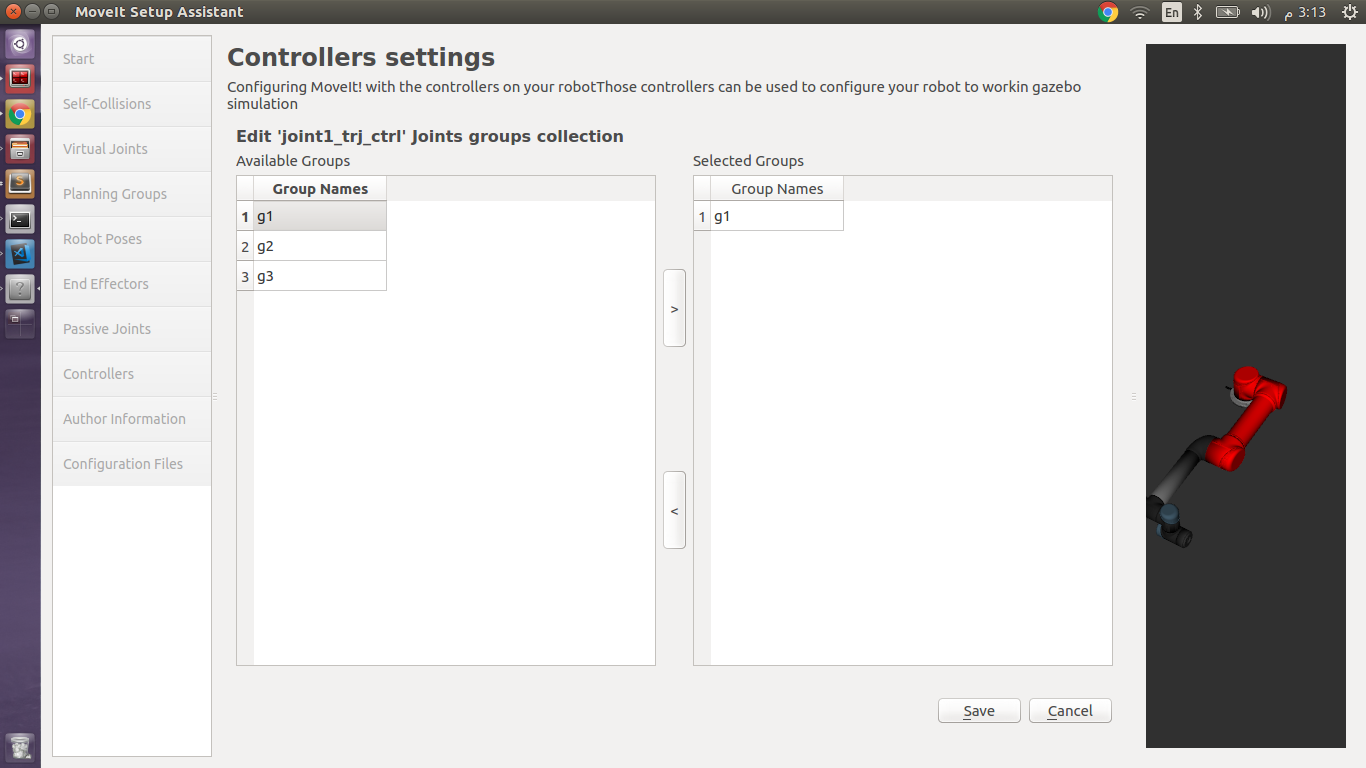 MoveIt Setup Assistant
En
م 3:13
Start
Self-Collisions
Virtual Joints
Planning Groups
Robot Poses
End Effectors
Passive Joints
Controllers
Author Information
Configuration Files
Controllers settings
Configuring MoveIt! with the controllers on your robotThose controllers can be used to configure your robot to workin gazebo
simulation
Edit 'joint1_trj_ctrl' Joints groups collection
Available Groups
Group Names
1 g1
2 g2
3 g3
>
<
Selected Groups
Group Names
1 g1
Save
Cancel